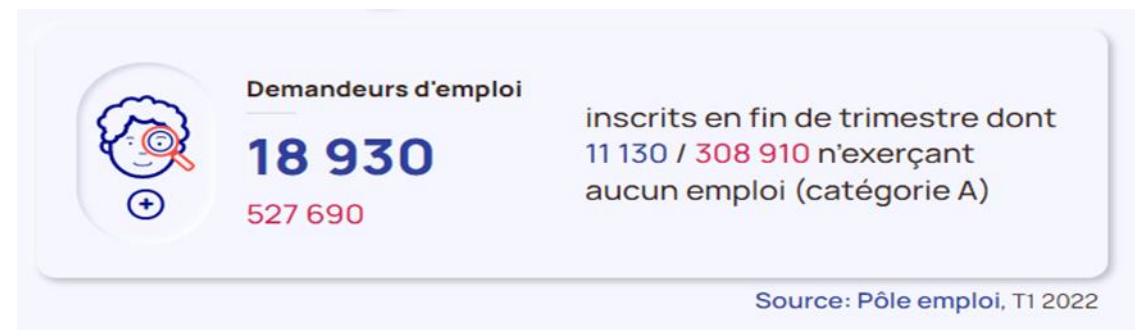 Demandeurs d'emploi
18 930
527 690
inscrits en fin de trimestre dont
11 130 / 308 910 n'exerçant
aucun emploi (catégorie A)
Source: Pôle emploi, T1 2022